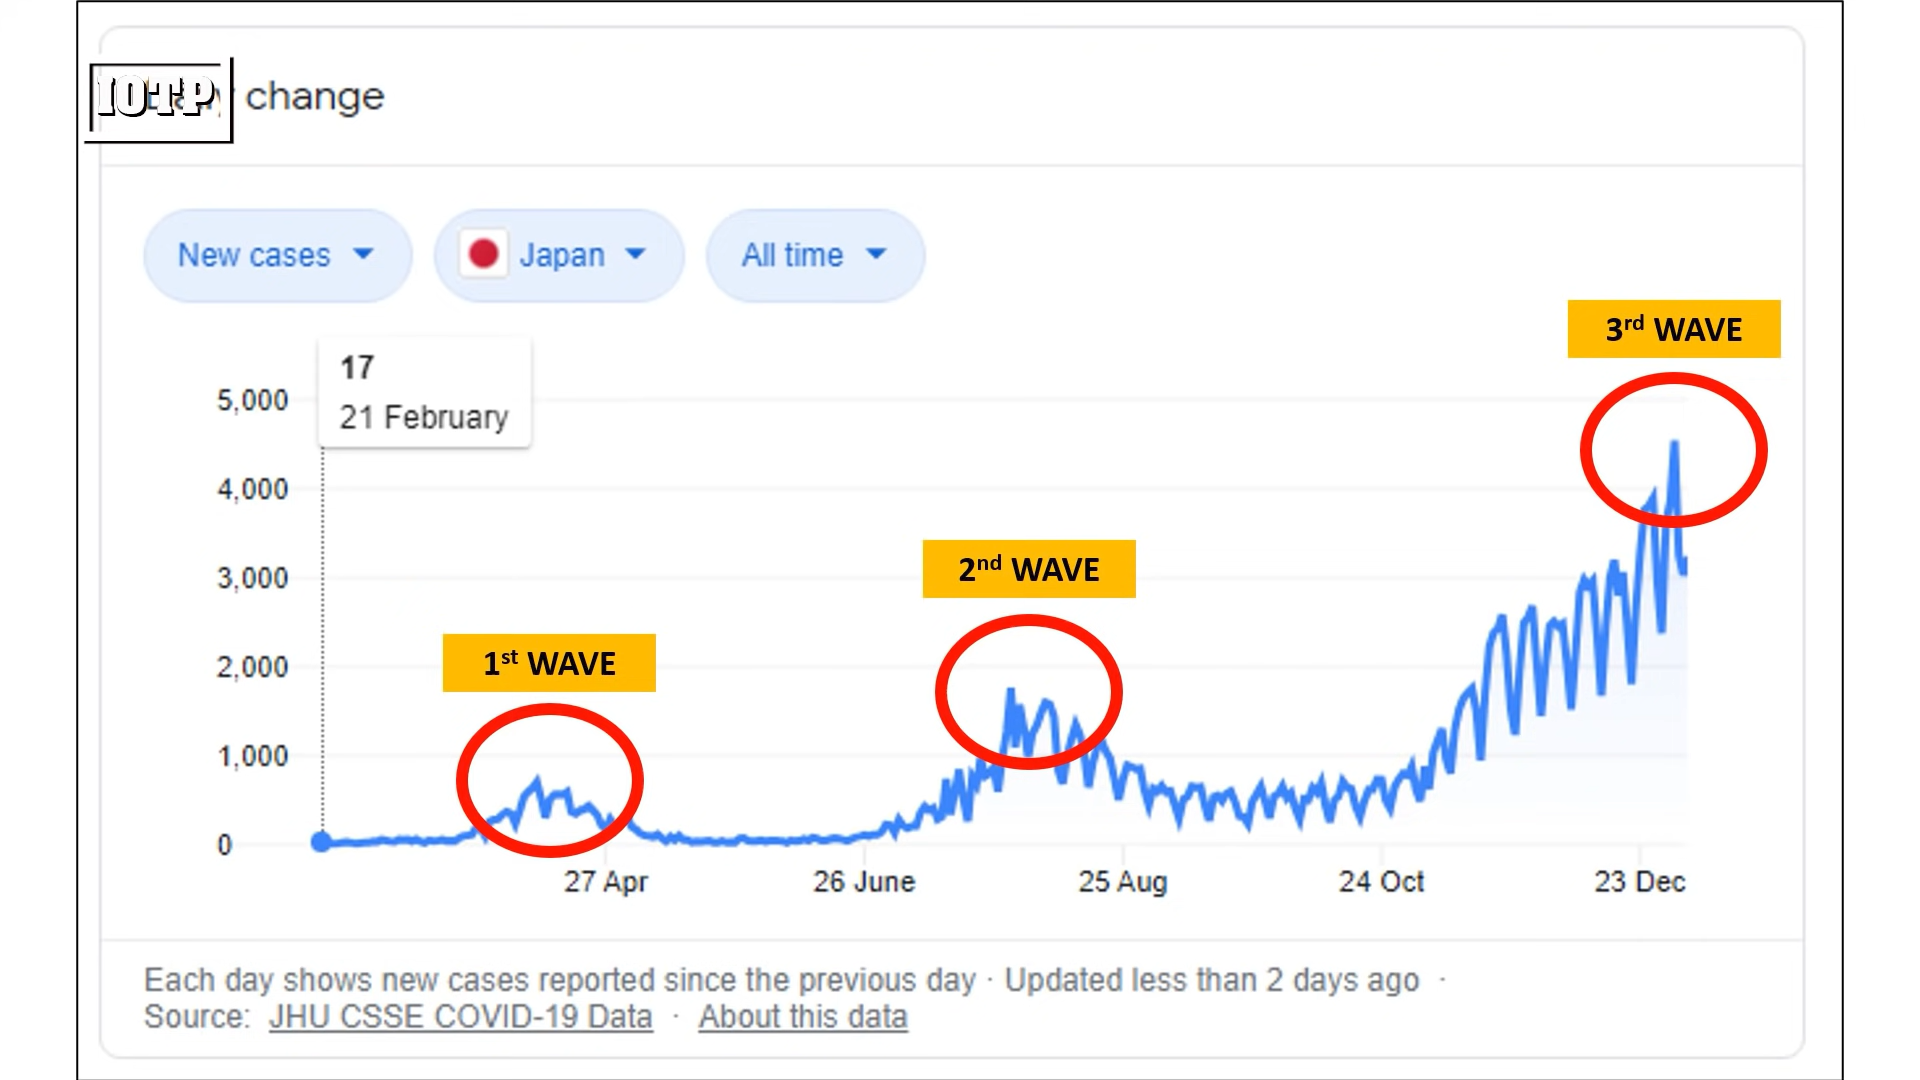 IOTP
change
New cases
Japan
All time
3rd WAVE
17
21 February
5,000
4,000
2nd WAVE
3,000
1st WAVE
2,000
1,000
0
27 Apr
26 June
25 Aug
24 Oct
23 Dec
Each day shows new cases reported since the previous day · Updated less than 2 days ago ·
Source: JHU CSSE COVID-19 Data · About this data